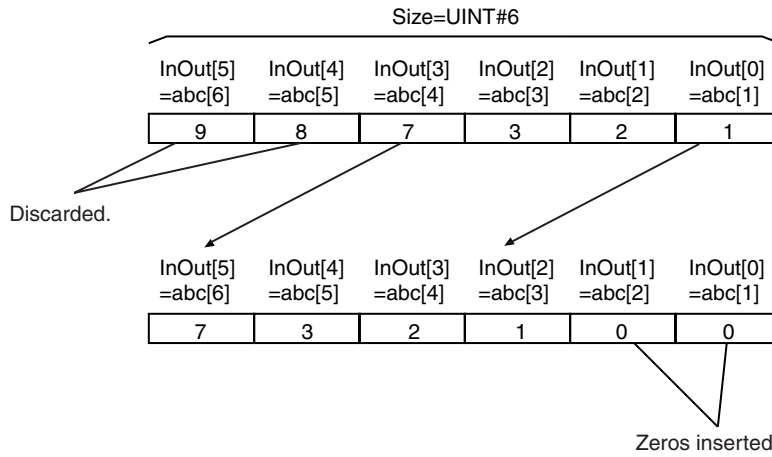 Size=UINT#6
InOut[5] InOut[4] InOut[3] InOut[2] InOut[1] InOut[0]
=abc[6] =abc[5] =abc[4] =abc[3] =abc[2] =abc[1]
9 8 7 3 2 1
Discarded.
InOut[5] InOut[4] InOut[3] InOut[2] InOut[1] InOut[0]
=abc[6] =abc[5] =abc[4] =abc[3] =abc[2] =abc[1]
7 3 2 1 0 0
Zeros inserted